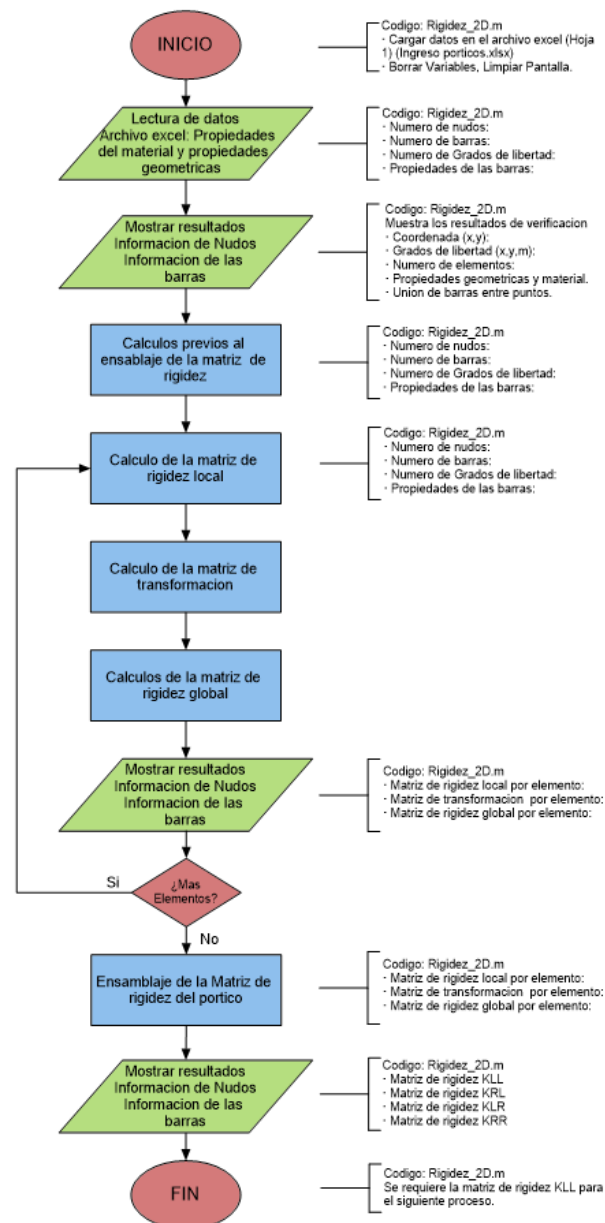 INICIO
Codigo: Rigidez_2D.m
- Cargar datos en el archivo excel (Hoja
1) (Ingreso porticos.xlsx)
- Borrar Variables, Limpiar Pantalla.
Lectura de datos
Archivo excel: Propiedades
del material y propiedades
geometricas
Codigo: Rigidez_2D.m
- Numero de nudos:
- Numero de barras:
- Numero de Grados de libertad:
- Propiedades de las barras:
Mostrar resultados
Informacion de Nudos
Informacion de las
barras
Codigo: Rigidez_2D.m
Muestra los resultados de verificacion
- Coordenada (x,y):
- Grados de libertad (x,y,m):
- Numero de elementos:
- Propiedades geometricas y material.
- Union de barras entre puntos.
Calculos previos al
ensablaje de la matriz de
rigidez
Codigo: Rigidez_2D.m
- Numero de nudos:
- Numero de barras:
- Numero de Grados de libertad:
- Propiedades de las barras:
Calculo de la matriz de
rigidez local
Codigo: Rigidez_2D.m
- Numero de nudos:
- Numero de barras:
- Numero de Grados de libertad:
- Propiedades de las barras:
Calculo de la matriz de
transformacion
Calculos de la matriz de
rigidez global
Mostrar resultados
Informacion de Nudos
Informacion de las
barras
Codigo: Rigidez_2D.m
- Matriz de rigidez local por elemento:
- Matriz de transformacion por elemento:
- Matriz de rigidez global por elemento:
Si
¿Mas
Elementos?
No
Ensamblaje de la Matriz de
rigidez del portico
Codigo: Rigidez_2D.m
- Matriz de rigidez local por elemento:
- Matriz de transformacion por elemento:
- Matriz de rigidez global por elemento:
Mostrar resultados
Informacion de Nudos
Informacion de las
barras
Codigo: Rigidez_2D.m
- Matriz de rigidez KLL
- Matriz de rigidez KRL
- Matriz de rigidez KLR
- Matriz de rigidez KRR
FIN
Codigo: Rigidez_2D.m
Se requiere la matriz de rigidez KLL para
el siguiente proceso.